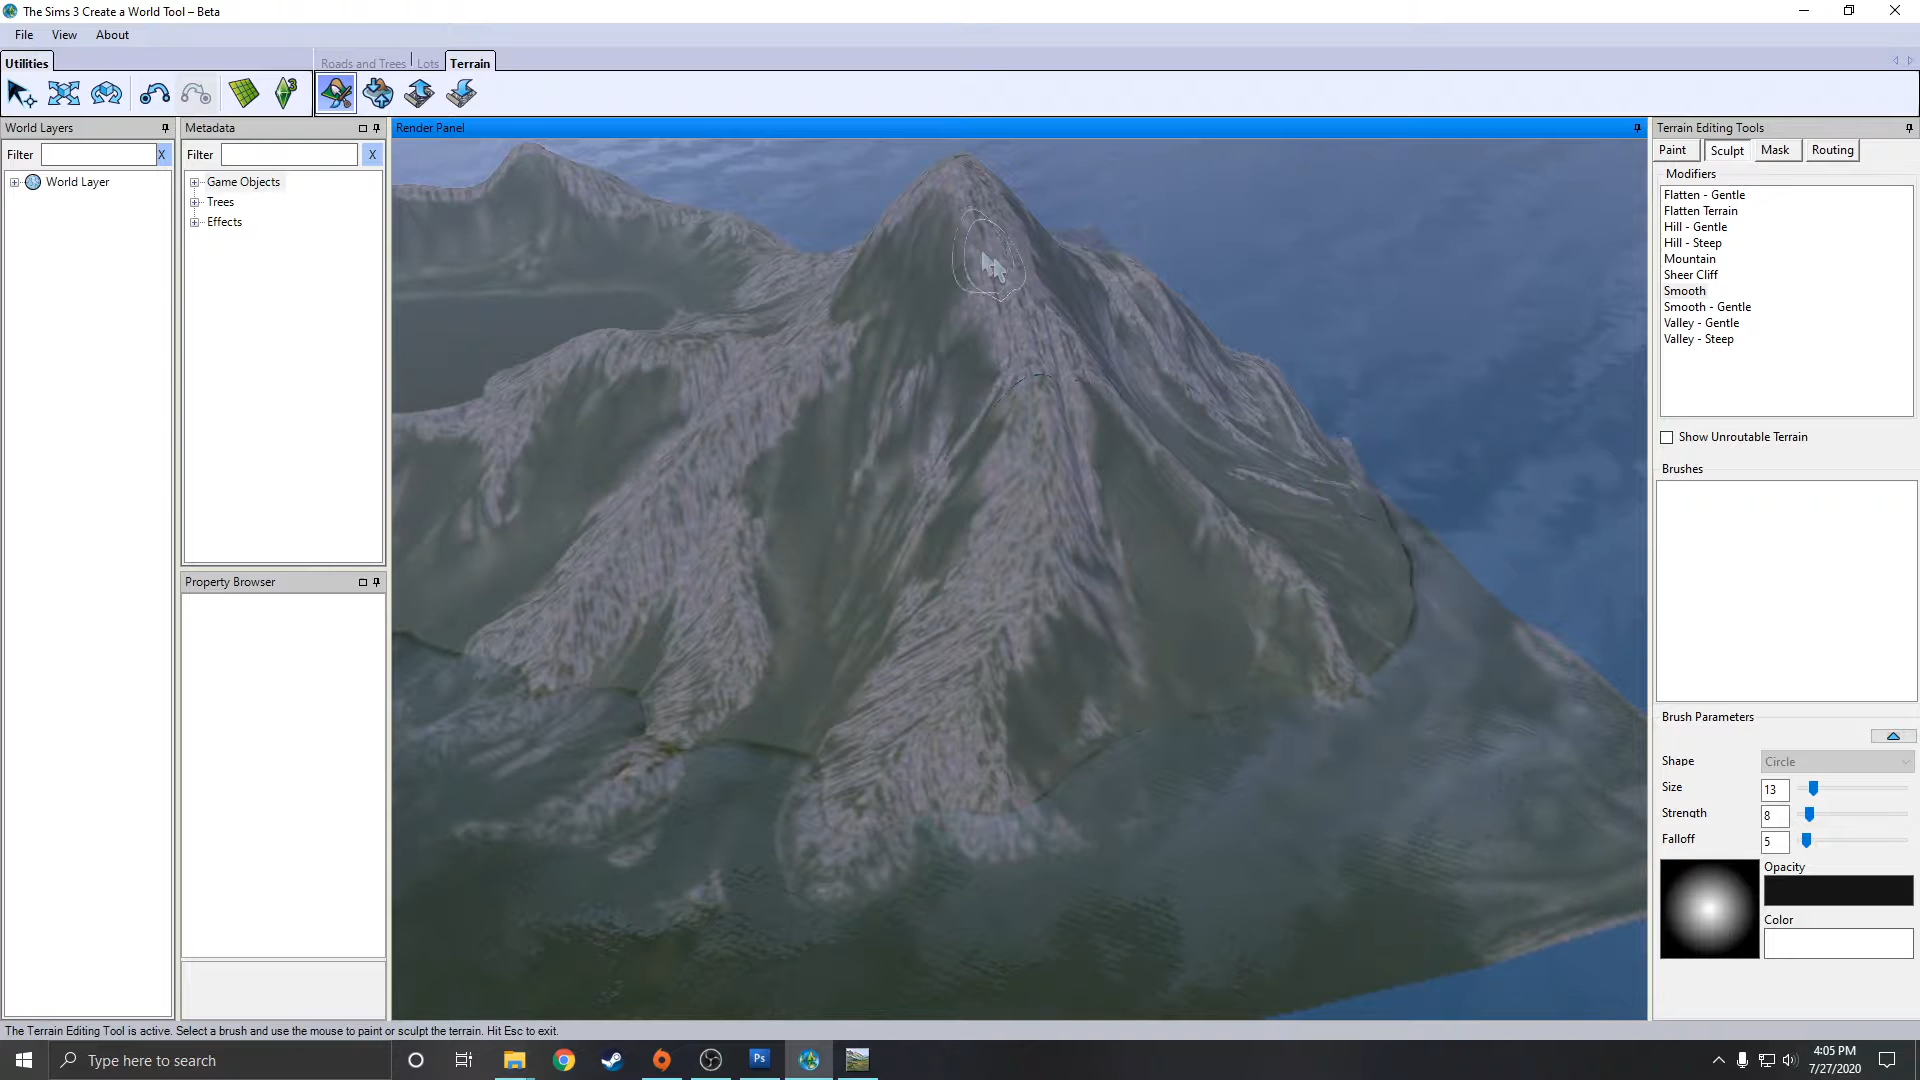 The Sims 3 Create a World Tool – Beta
File View About
Utilities Roads and Trees Lots Terrain
World Layers Metadata Render Panel Terrain Editing Tools
Filter X Filter X
Paint Sculpt Mask Routing
World Layer
Game Objects
Trees
Effects
Property Browser
Modifiers
Flatten - Gentle
Flatten Terrain
Hill - Gentle
Hill - Steep
Mountain
Sheer Cliff
Smooth
Smooth - Gentle
Valley - Gentle
Valley - Steep
Show Unroutable Terrain
Brushes
Brush Parameters
Shape Circle
Size 13
Strength 8
Falloff 5
Opacity
Color
The Terrain Editing Tool is active. Select a brush and use the mouse to paint or sculpt the terrain. Hit Esc to exit.
Type here to search
Ps
4:05 PM
7/27/2020